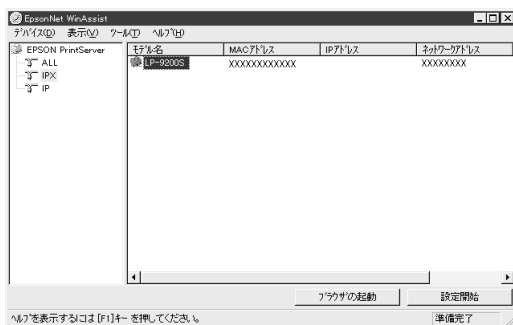 EpsonNet WinAssist
ﾃﾞﾊﾞｲｽ(D) 表示(V) ﾂｰﾙ(T) ﾍﾙﾌﾟ(H)
EPSON PrintServer
ALL
IPX
IP
ﾓﾃﾞﾙ名 MACｱﾄﾞﾚｽ IPｱﾄﾞﾚｽ ﾈｯﾄﾜｰｸｱﾄﾞﾚｽ
LP-9200S XXXXXXXXXXXX XXXXXXXX
ﾌﾞﾗｳｻﾞの起動 設定開始
ﾍﾙﾌﾟを表示するには [F1]ｷｰ を押してください。 準備完了